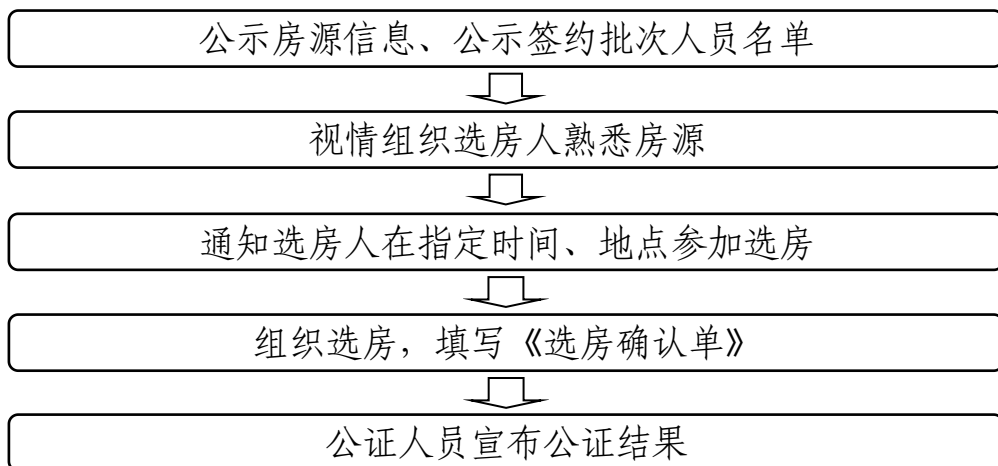 公示房源信息、公示签约批次人员名单
视情组织选房人熟悉房源
通知选房人在指定时间、地点参加选房
组织选房，填写《选房确认单》
公证人员宣布公证结果